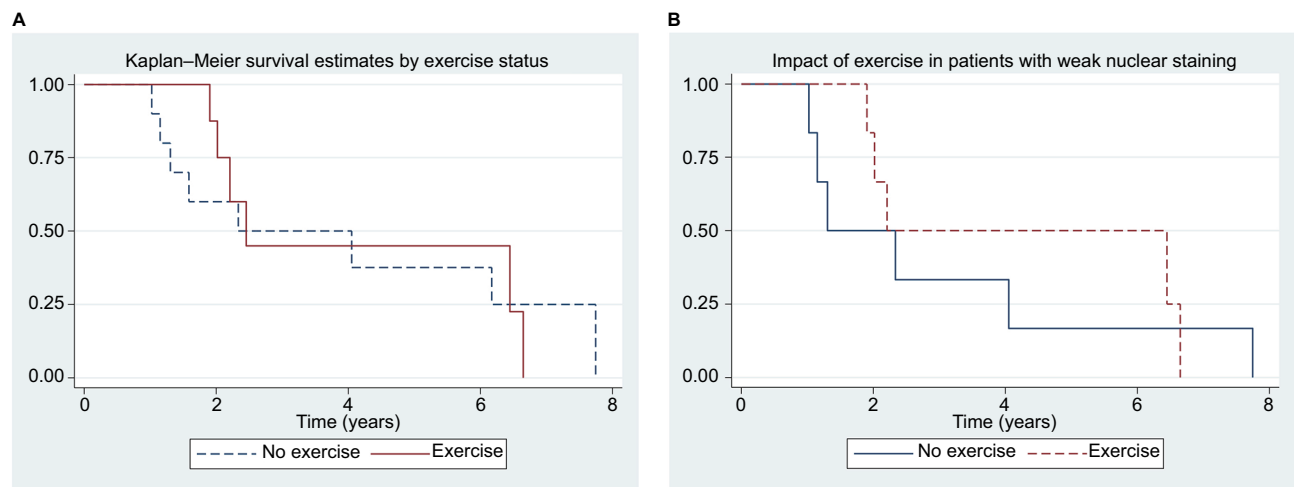 A
Kaplan–Meier survival estimates by exercise status
1.00
0.75
0.50
0.25
0.00
0 2 4 6 8
Time (years)
No exercise Exercise
B
Impact of exercise in patients with weak nuclear staining
1.00
0.75
0.50
0.25
0.00
0 2 4 6 8
Time (years)
No exercise Exercise